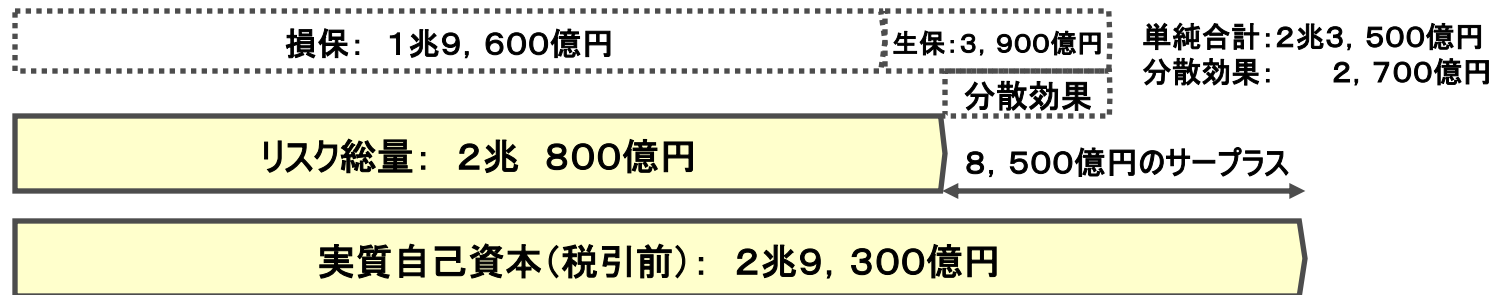 損保： １兆９，６００億円
生保：３，９００億円
単純合計：２兆３，５００億円
分散効果：　　２，７００億円
分散効果
リスク総量： ２兆　８００億円
８，５００億円のサープラス
実質自己資本（税引前）： ２兆９，３００億円